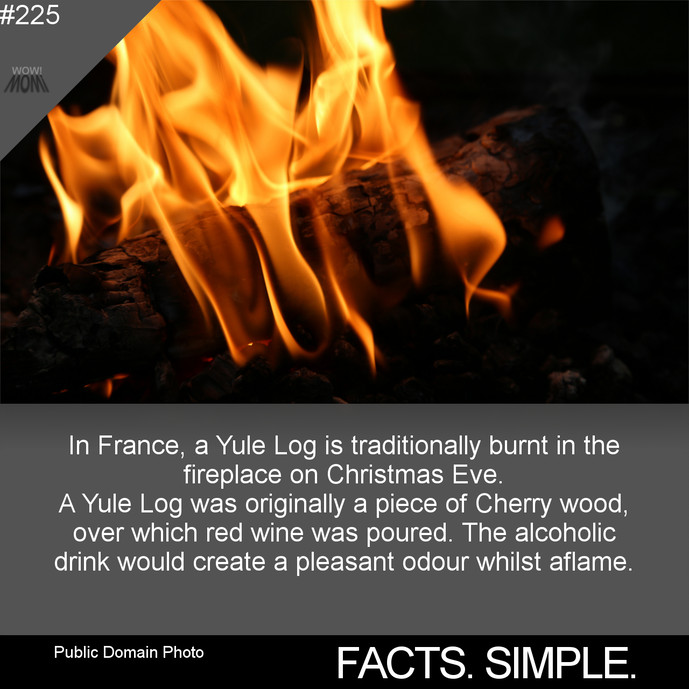 #225
WOW!
MOM!
In France, a Yule Log is traditionally burnt in the
fireplace on Christmas Eve.
A Yule Log was originally a piece of Cherry wood,
over which red wine was poured. The alcoholic
drink would create a pleasant odour whilst aflame.
Public Domain Photo
FACTS. SIMPLE.